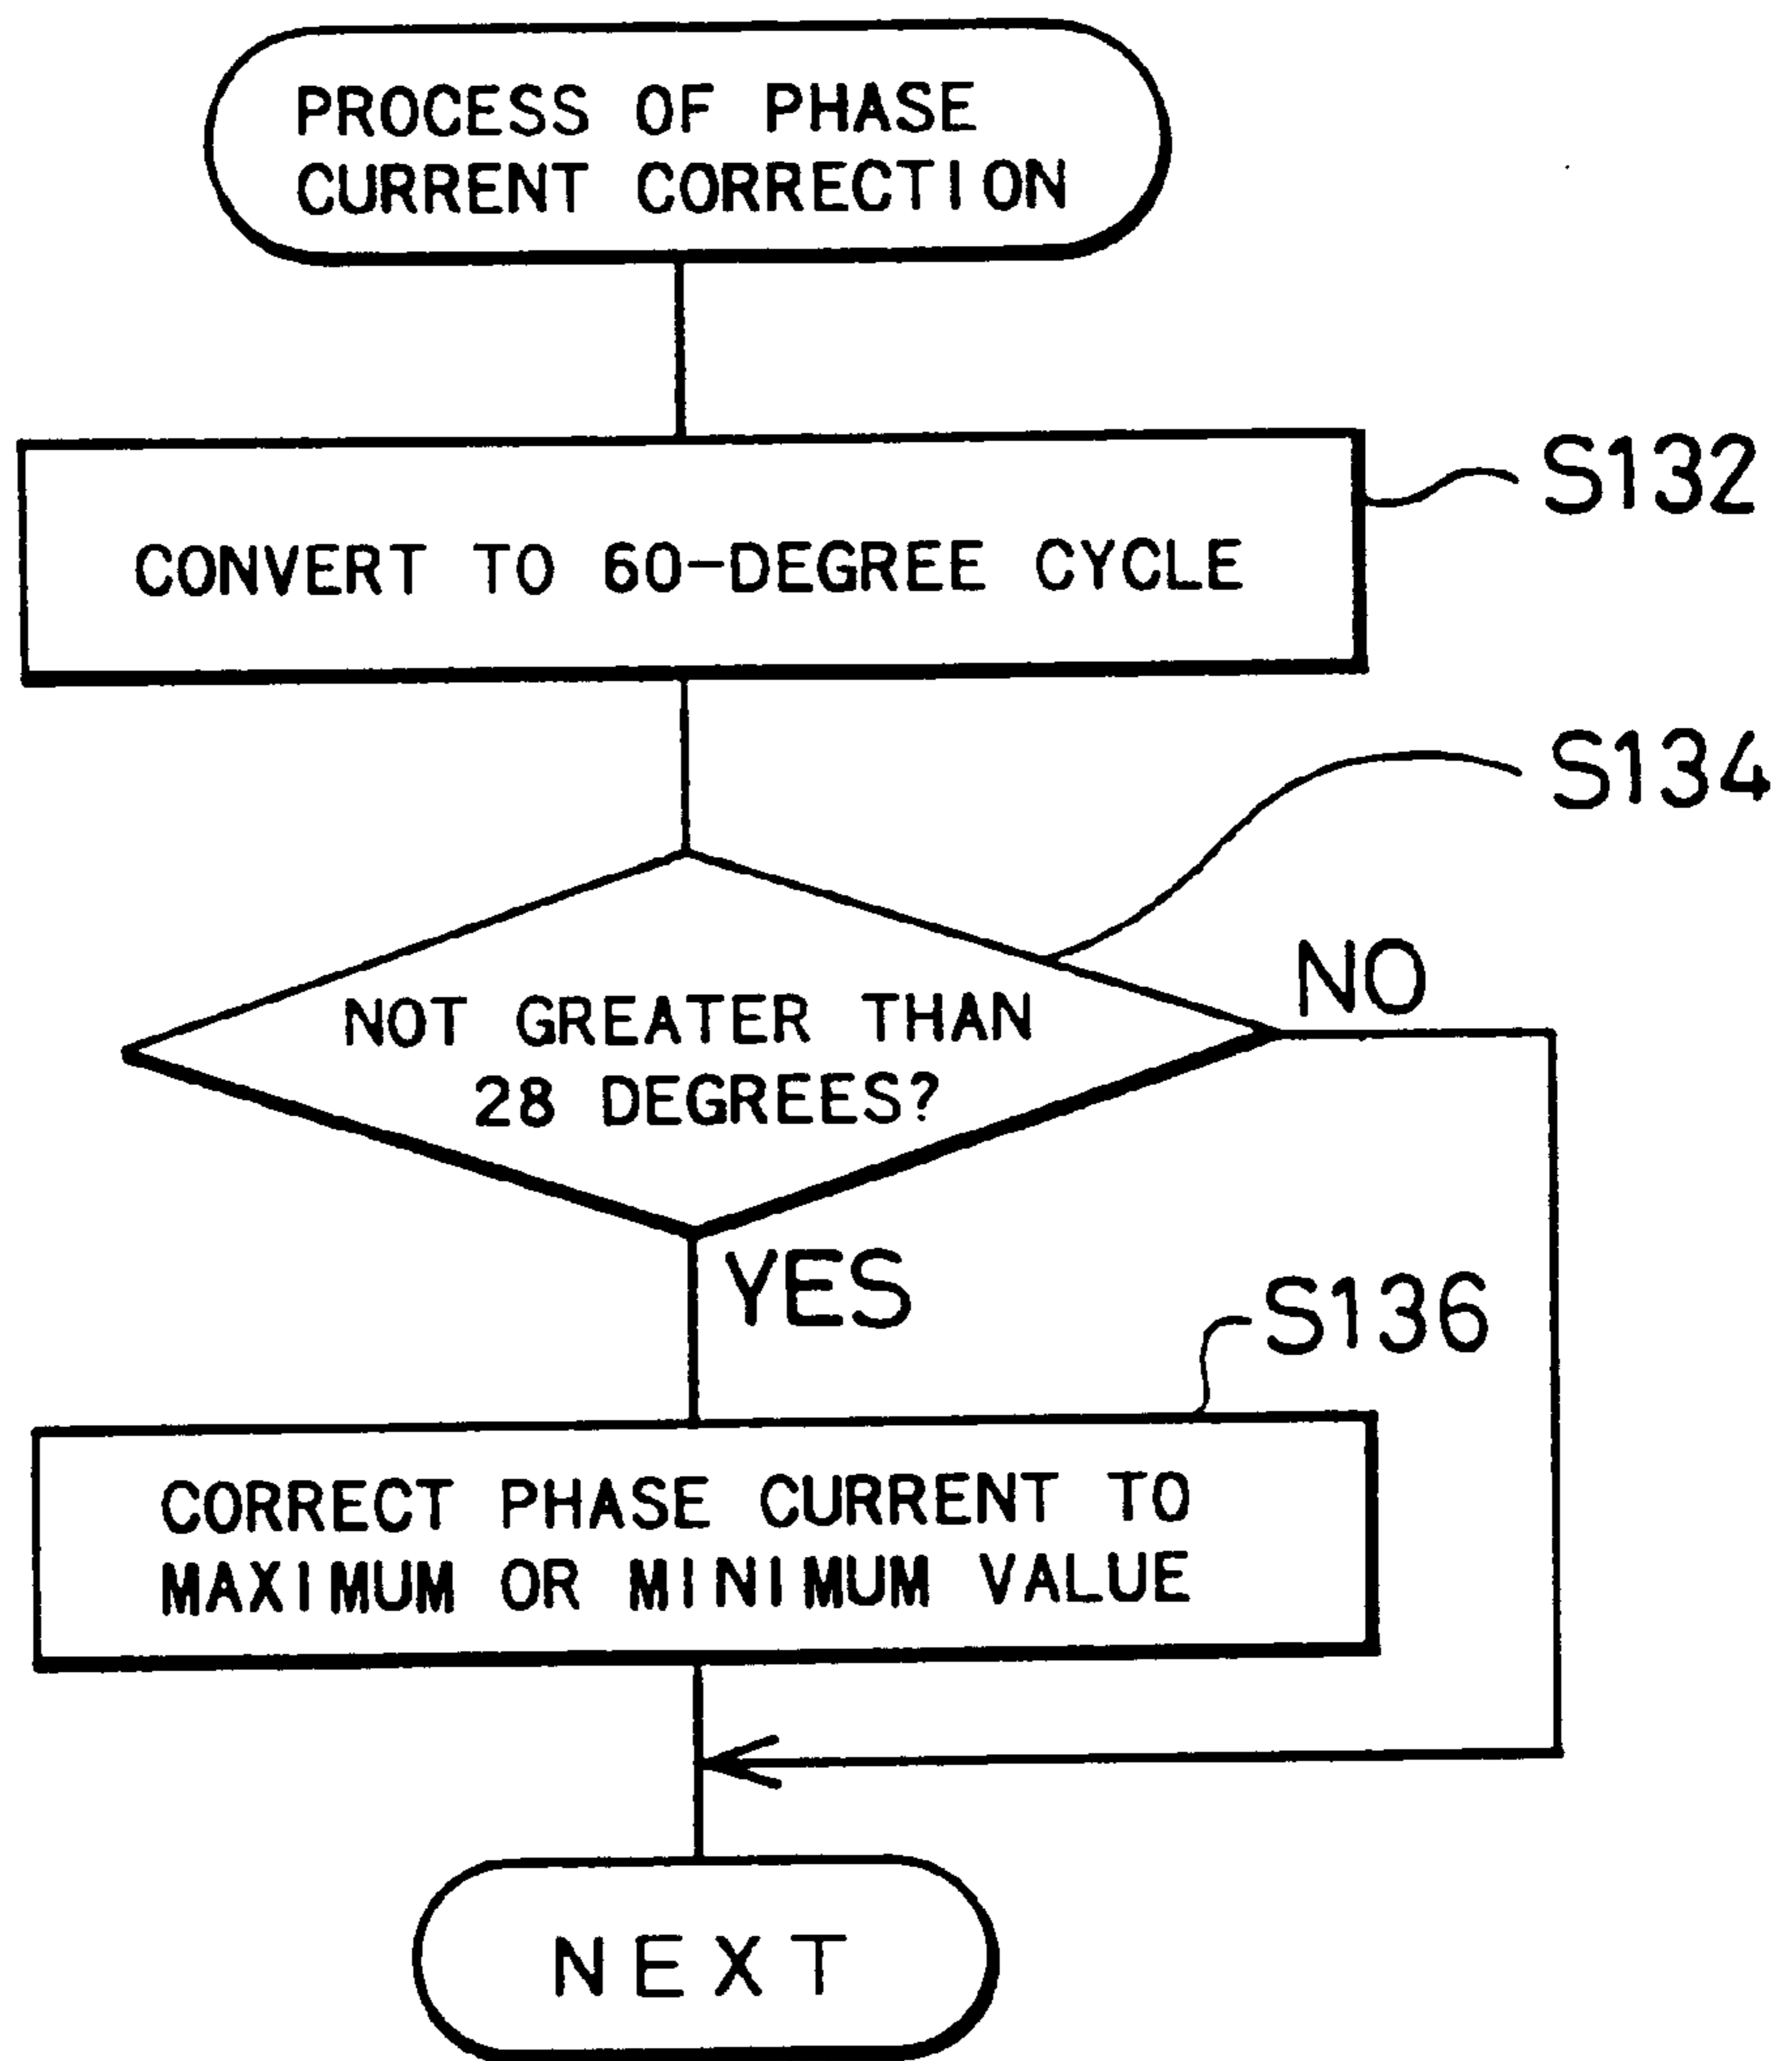 PROCESS OF PHASE
CURRENT CORRECTION
S132
CONVERT TO 60-DEGREE CYCLE
S134
NO
NOT GREATER THAN
28 DEGREES?
YES
S136
CORRECT PHASE CURRENT TO
MAXIMUM OR MINIMUM VALUE
NEXT